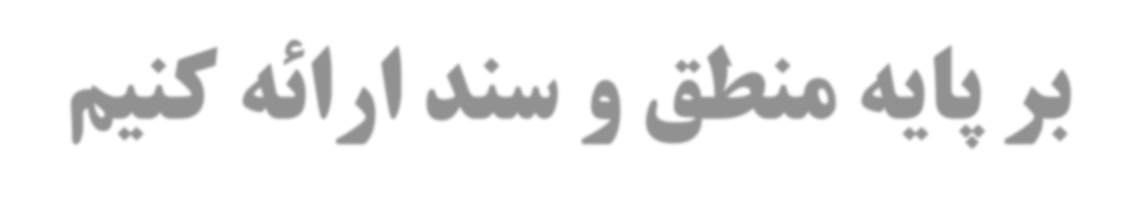 بر پایه منطق و سند ارائه کنیم